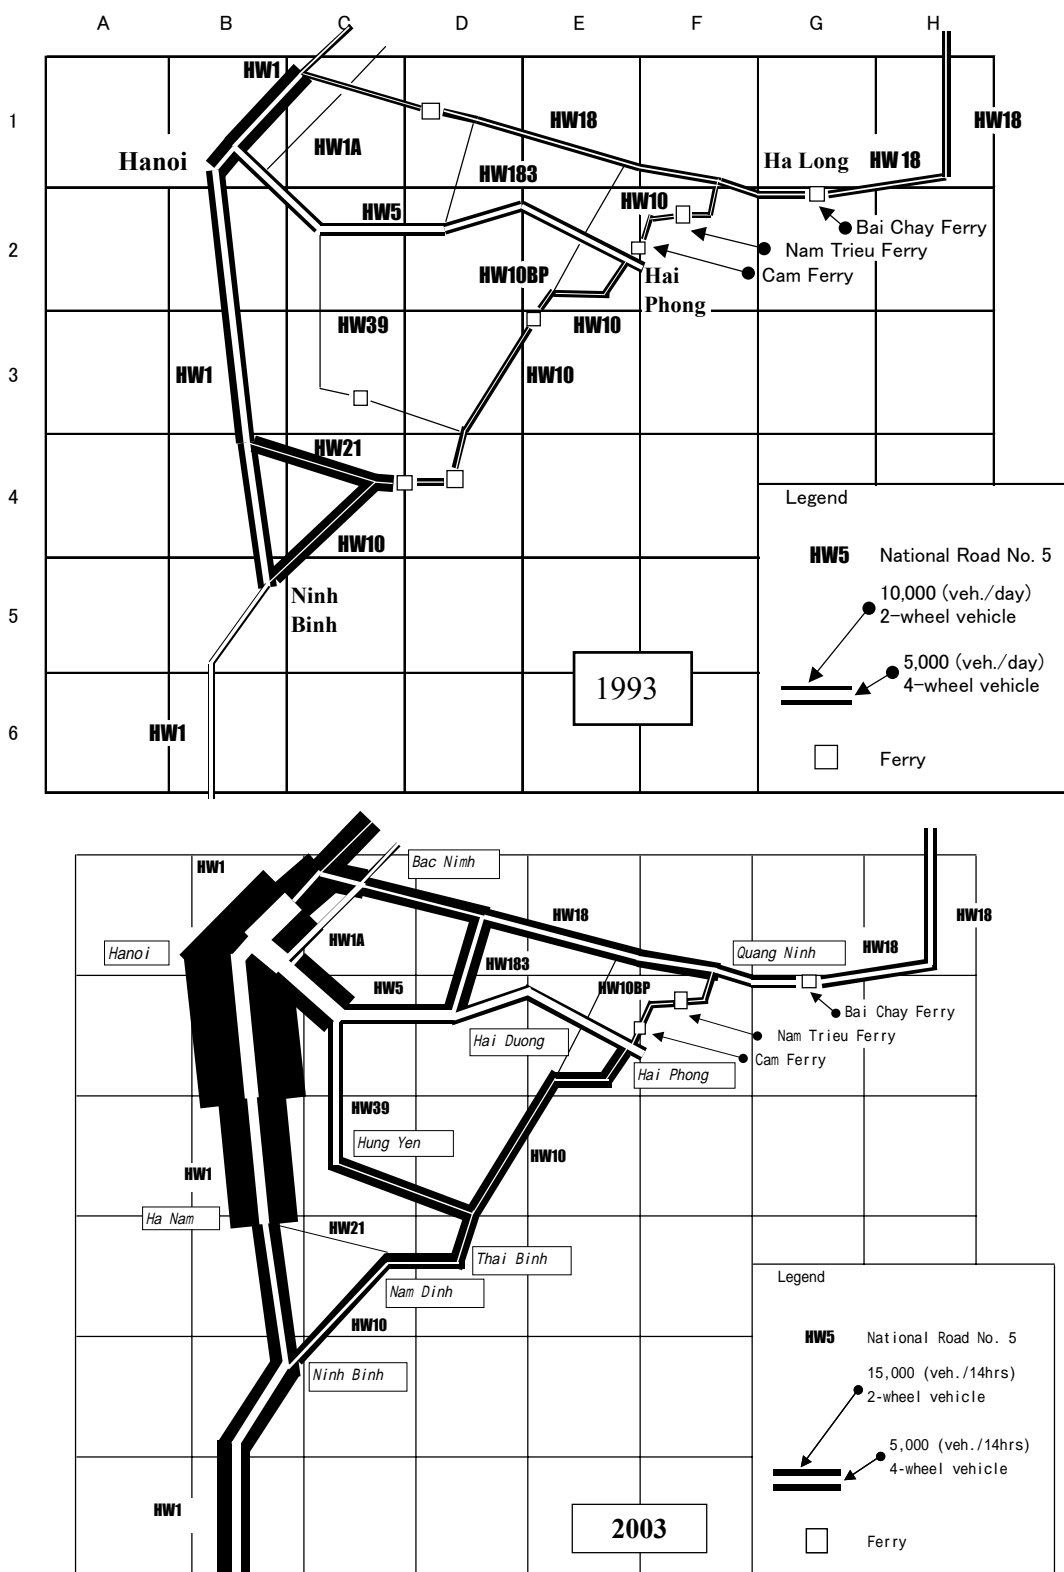 A B C D E F G H
HW1
1
HW18
HW18
HW1A
Hanoi
Ha Long
HW 18
HW183
HW10
HW5
Bai Chay Ferry
2
Nam Trieu Ferry
HW10BP
Hai
Phong
Cam Ferry
HW39
HW10
3
HW1
HW10
HW21
4
Legend
HW10
HW5 National Road No. 5
Ninh
Binh
10,000 (veh./day)
2-wheel vehicle
5
5,000 (veh./day)
4-wheel vehicle
1993
6
HW1
Ferry
HW1
Bac Nimh
HW18
HW18
HW1A
Hanoi
Quang Ninh
HW18
HW183
HW5
HW10BP
Bai Chay Ferry
Hai Duong
Nam Trieu Ferry
Cam Ferry
Hai Phong
HW39
Hung Yen
HW10
HW1
Ha Nam
HW21
Thai Binh
Nam Dinh
Legend
HW10
HW5 National Road No. 5
Ninh Binh
15,000 (veh./14hrs)
2-wheel vehicle
5,000 (veh./14hrs)
4-wheel vehicle
HW1
2003
Ferry